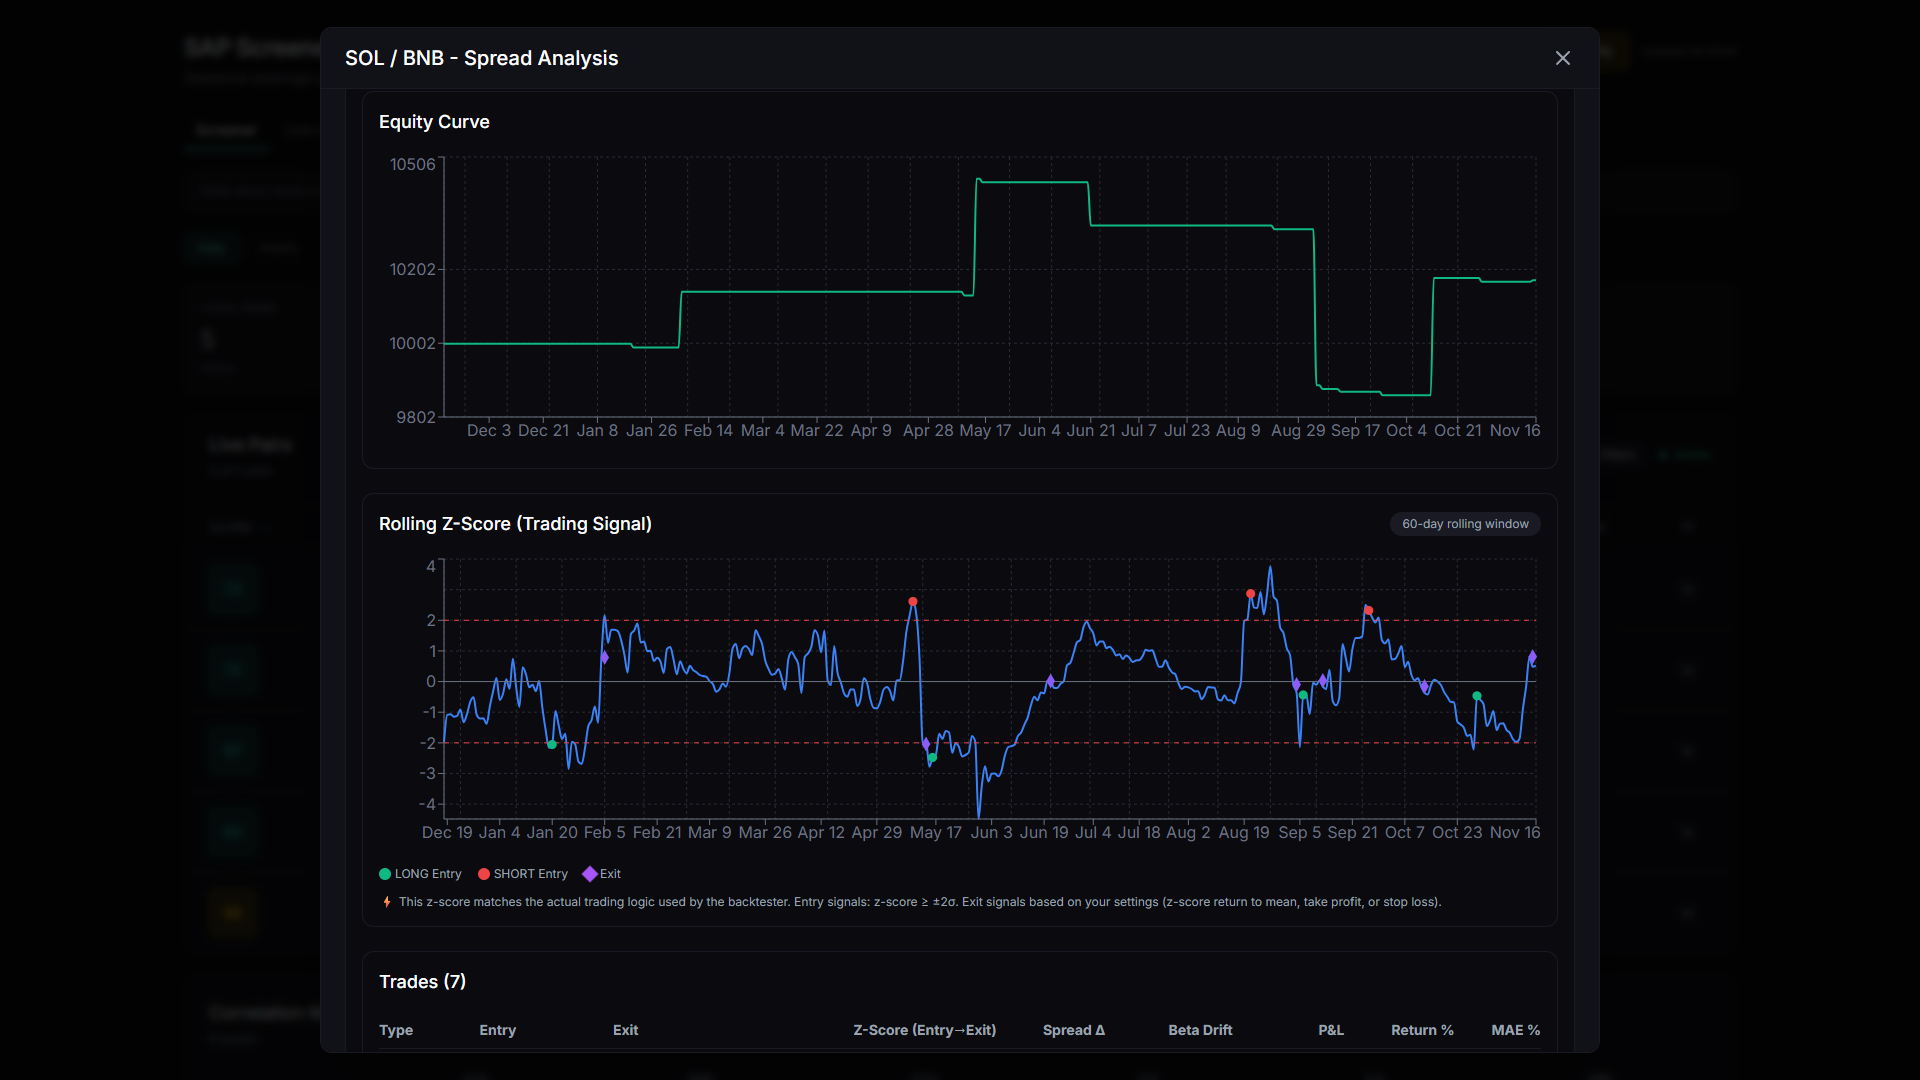 SOL / BNB - Spread Analysis
Equity Curve
10506
10202
10002
9802
Dec 3 Dec 21 Jan 8 Jan 26 Feb 14 Mar 4 Mar 22 Apr 9 Apr 28 May 17 Jun 4 Jun 21 Jul 7 Jul 23 Aug 9 Aug 29 Sep 17 Oct 4 Oct 21 Nov 16
Rolling Z-Score (Trading Signal)
60-day rolling window
4
2
1
0
-1
-2
-3
-4
Dec 19 Jan 4 Jan 20 Feb 5 Feb 21 Mar 9 Mar 26 Apr 12 Apr 29 May 17 Jun 3 Jun 19 Jul 4 Jul 18 Aug 2 Aug 19 Sep 5 Sep 21 Oct 7 Oct 23 Nov 16
LONG Entry SHORT Entry Exit
This z-score matches the actual trading logic used by the backtester. Entry signals: z-score ≥ ±2σ. Exit signals based on your settings (z-score return to mean, take profit, or stop loss).
Trades (7)
Type Entry Exit Z-Score (Entry→Exit) Spread Δ Beta Drift P&L Return % MAE %